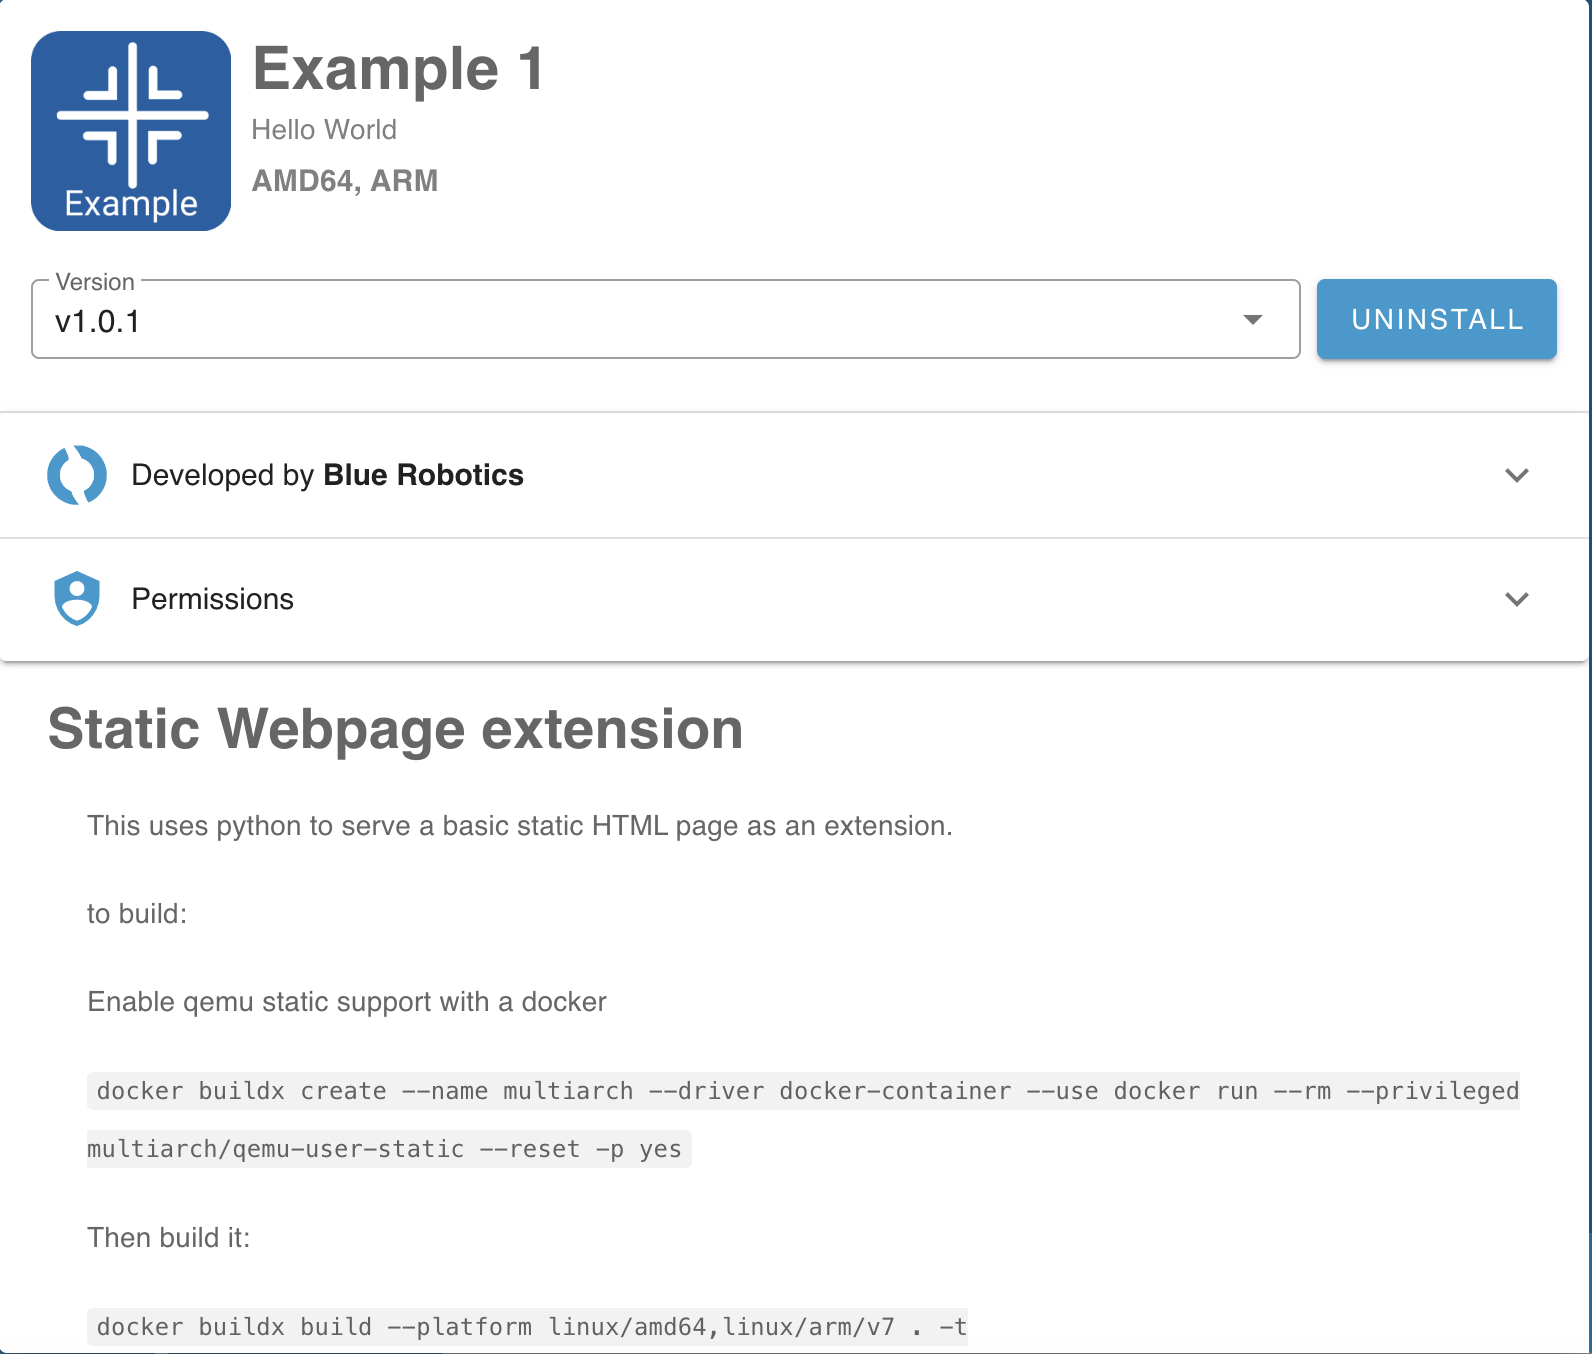 Example
Example 1
Hello World
AMD64, ARM
Version
v1.0.1
UNINSTALL
Developed by Blue Robotics
Permissions
Static Webpage extension
This uses python to serve a basic static HTML page as an extension.
to build:
Enable qemu static support with a docker
docker buildx create --name multiarch --driver docker-container --use docker run --rm --privileged
multiarch/qemu-user-static --reset -p yes
Then build it:
docker buildx build --platform linux/amd64,linux/arm/v7 . -t